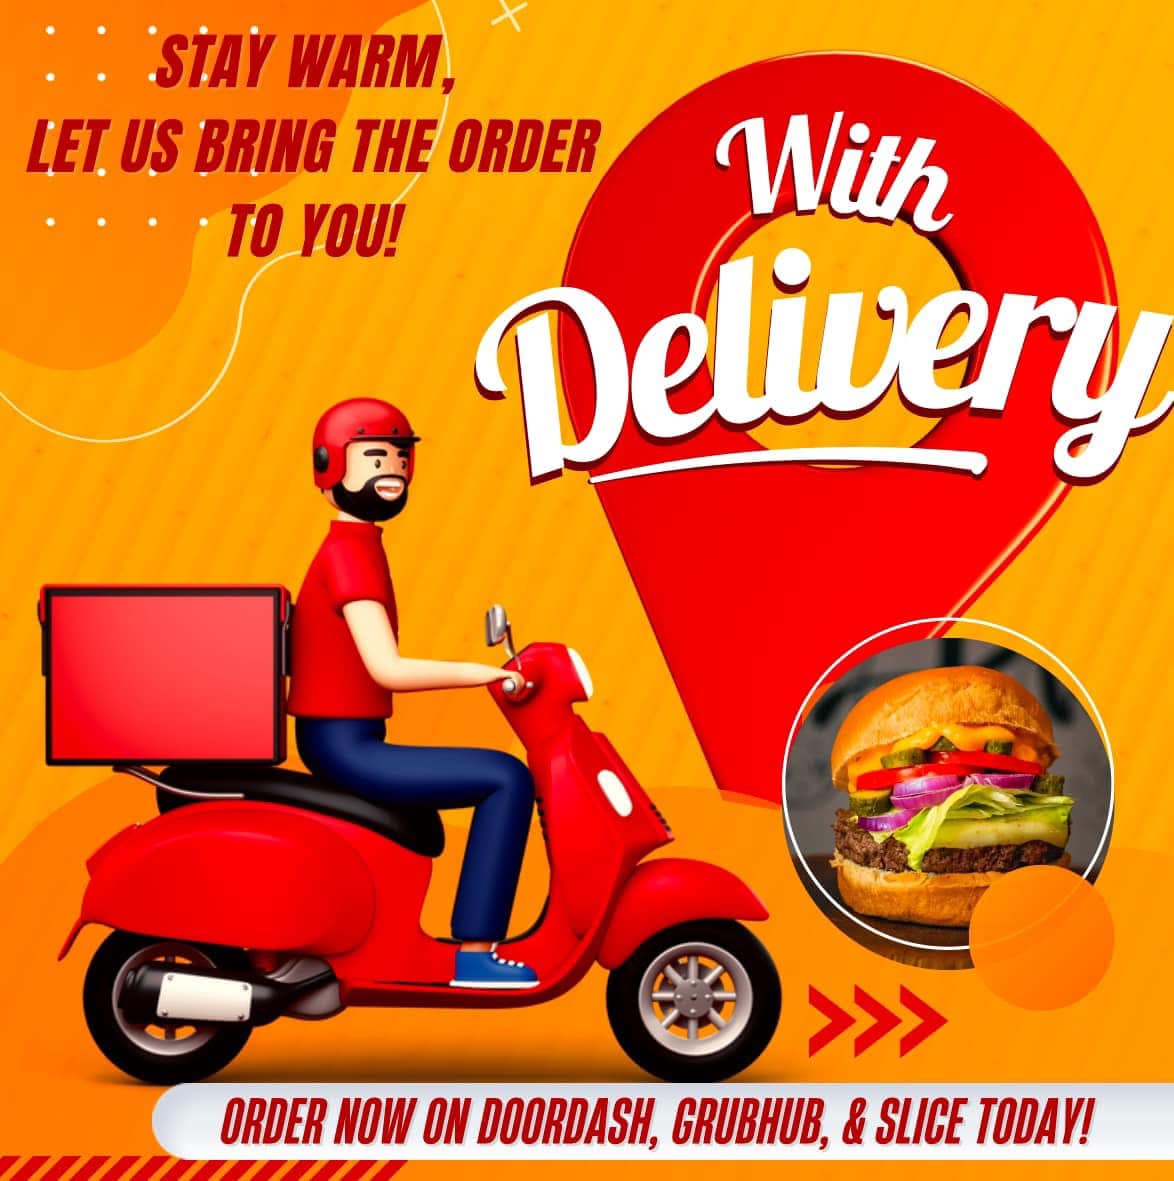 STAY WARM,
LET US BRING THE ORDER
TO YOU!
With
Delivery
ORDER NOW ON DOORDASH, GRUBHUB, & SLICE TODAY!